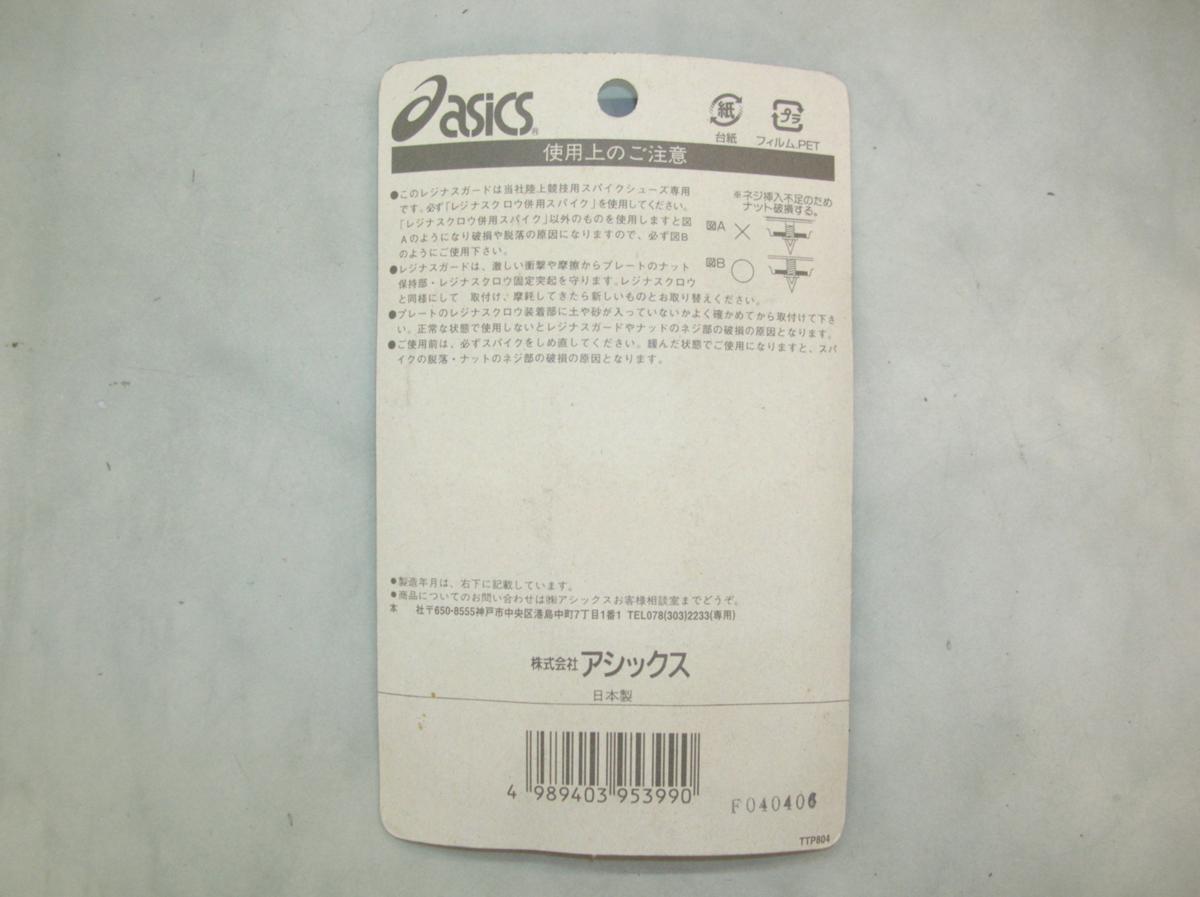 asics®
紙
プラ
台紙
フィルム.PET
使用上のご注意
●このレジナスガードは当社陸上競技用スパイクシューズ専用
です。必ず「レジナスクロウ併用スパイク」を使用してください。
「レジナスクロウ併用スパイク」以外のものを使用しますと図
Aのようになり破損や脱落の原因になりますので、必ず図B
のようにご使用下さい。
※ネジ挿入不足のため
ナット破損する。
図A ×
図B ○
●レジナスガードは、激しい衝撃や摩擦からプレートのナット
保持部・レジナスクロウ固定突起を守ります。レジナスクロウ
と同様にして 取付け、摩耗してきたら新しいものとお取り替えください。
●プレートのレジナスクロウ装着部に土や砂が入っていないかよく確かめてから取付けて下さ
い。正常な状態で使用しないとレジナスガードやナッドのネジ部の破損の原因となります。
●ご使用前は、必ずスパイクをしめ直してください。緩んだ状態でご使用になりますと、スパ
イクの脱落・ナットのネジ部の破損の原因となります。
●製造年月は、右下に記載しています。
●商品についてのお問い合わせは㈱アシックスお客様相談室までどうぞ。
本 社〒650-8555神戸市中央区港島中町7丁目1番1 TEL078(303)2233(専用)
株式会社 アシックス
日本製
4 989403 953990
F040406
TTP804